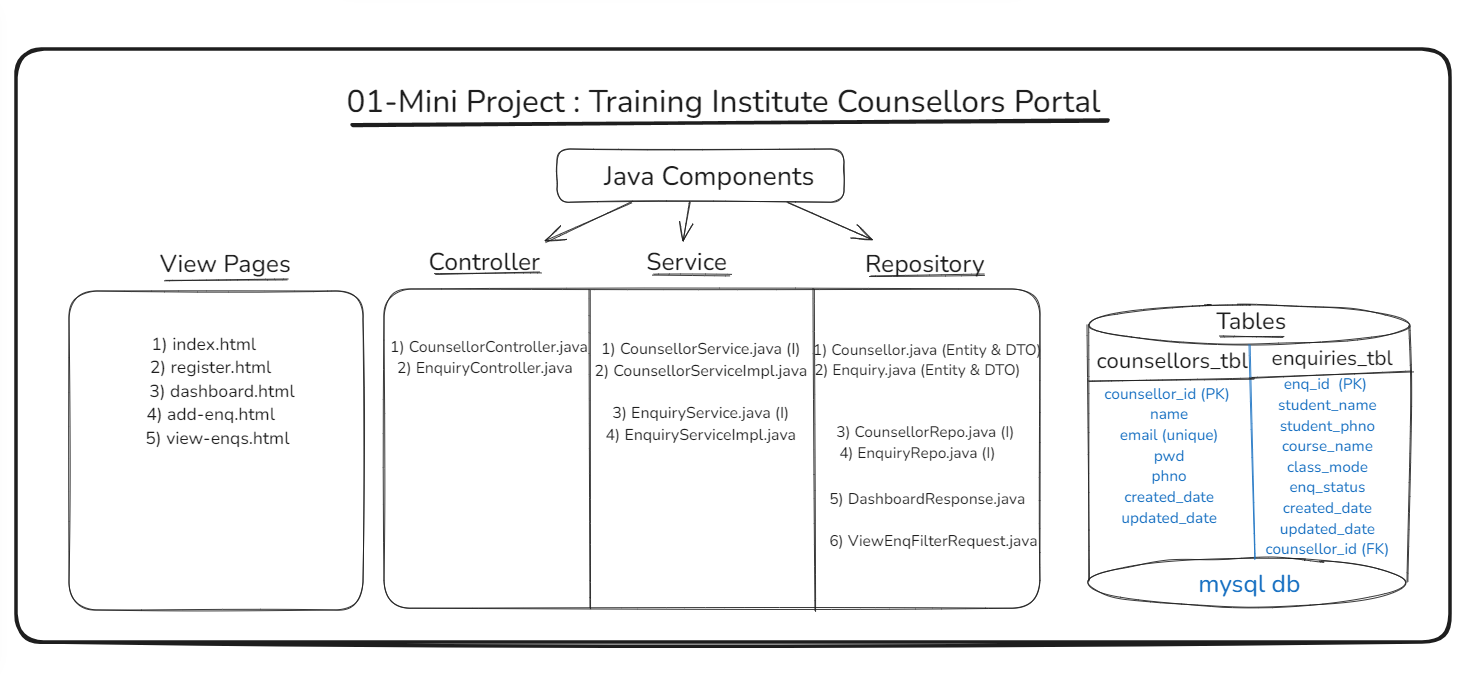 01-Mini Project : Training Institute Counsellors Portal
Java Components
View Pages
1) index.html
2) register.html
3) dashboard.html
4) add-enq.html
5) view-enqs.html
Controller
1) CounsellorController.java
2) EnquiryController.java
Service
1) CounsellorService.java (I)
2) CounsellorServiceImpl.java
3) EnquiryService.java (I)
4) EnquiryServiceImpl.java
Repository
1) Counsellor.java (Entity & DTO)
2) Enquiry.java (Entity & DTO)
3) CounsellorRepo.java (I)
4) EnquiryRepo.java (I)
5) DashboardResponse.java
6) ViewEnqFilterRequest.java
Tables
counsellors_tbl
counsellor_id (PK)
name
email (unique)
pwd
phno
created_date
updated_date
enquiries_tbl
enq_id (PK)
student_name
student_phno
course_name
class_mode
enq_status
created_date
updated_date
counsellor_id (FK)
mysql db